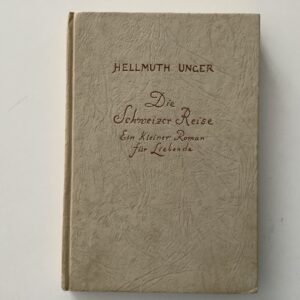 HELLMUTH UNGER
Die
Schweizer Reise
Ein kleiner Roman
für Liebende